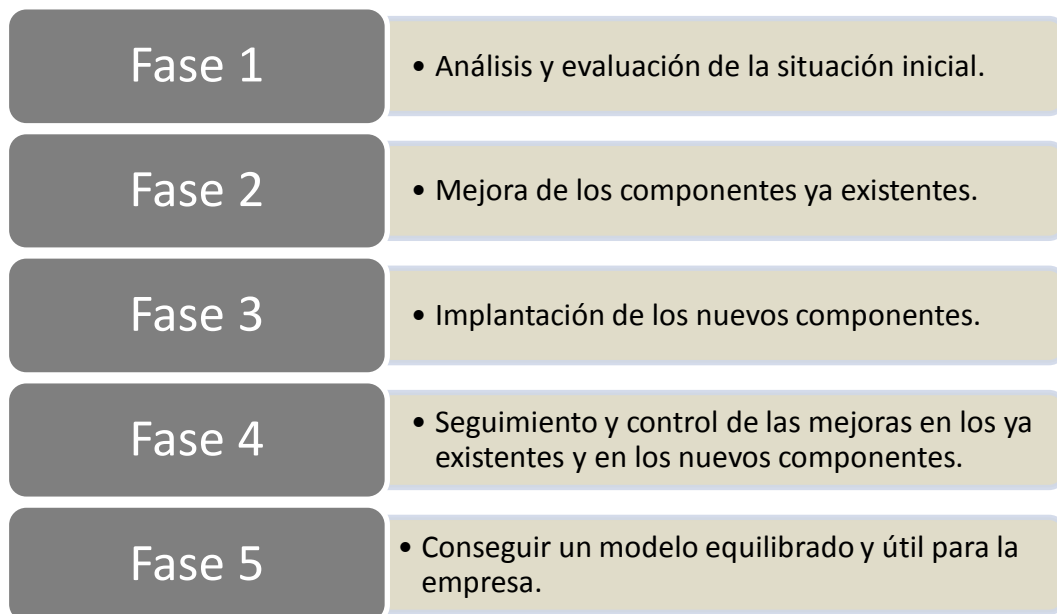 Fase 1
• Análisis y evaluación de la situación inicial.
Fase 2
• Mejora de los componentes ya existentes.
Fase 3
• Implantación de los nuevos componentes.
Fase 4
• Seguimiento y control de las mejoras en los ya
existentes y en los nuevos componentes.
Fase 5
• Conseguir un modelo equilibrado y útil para la
empresa.